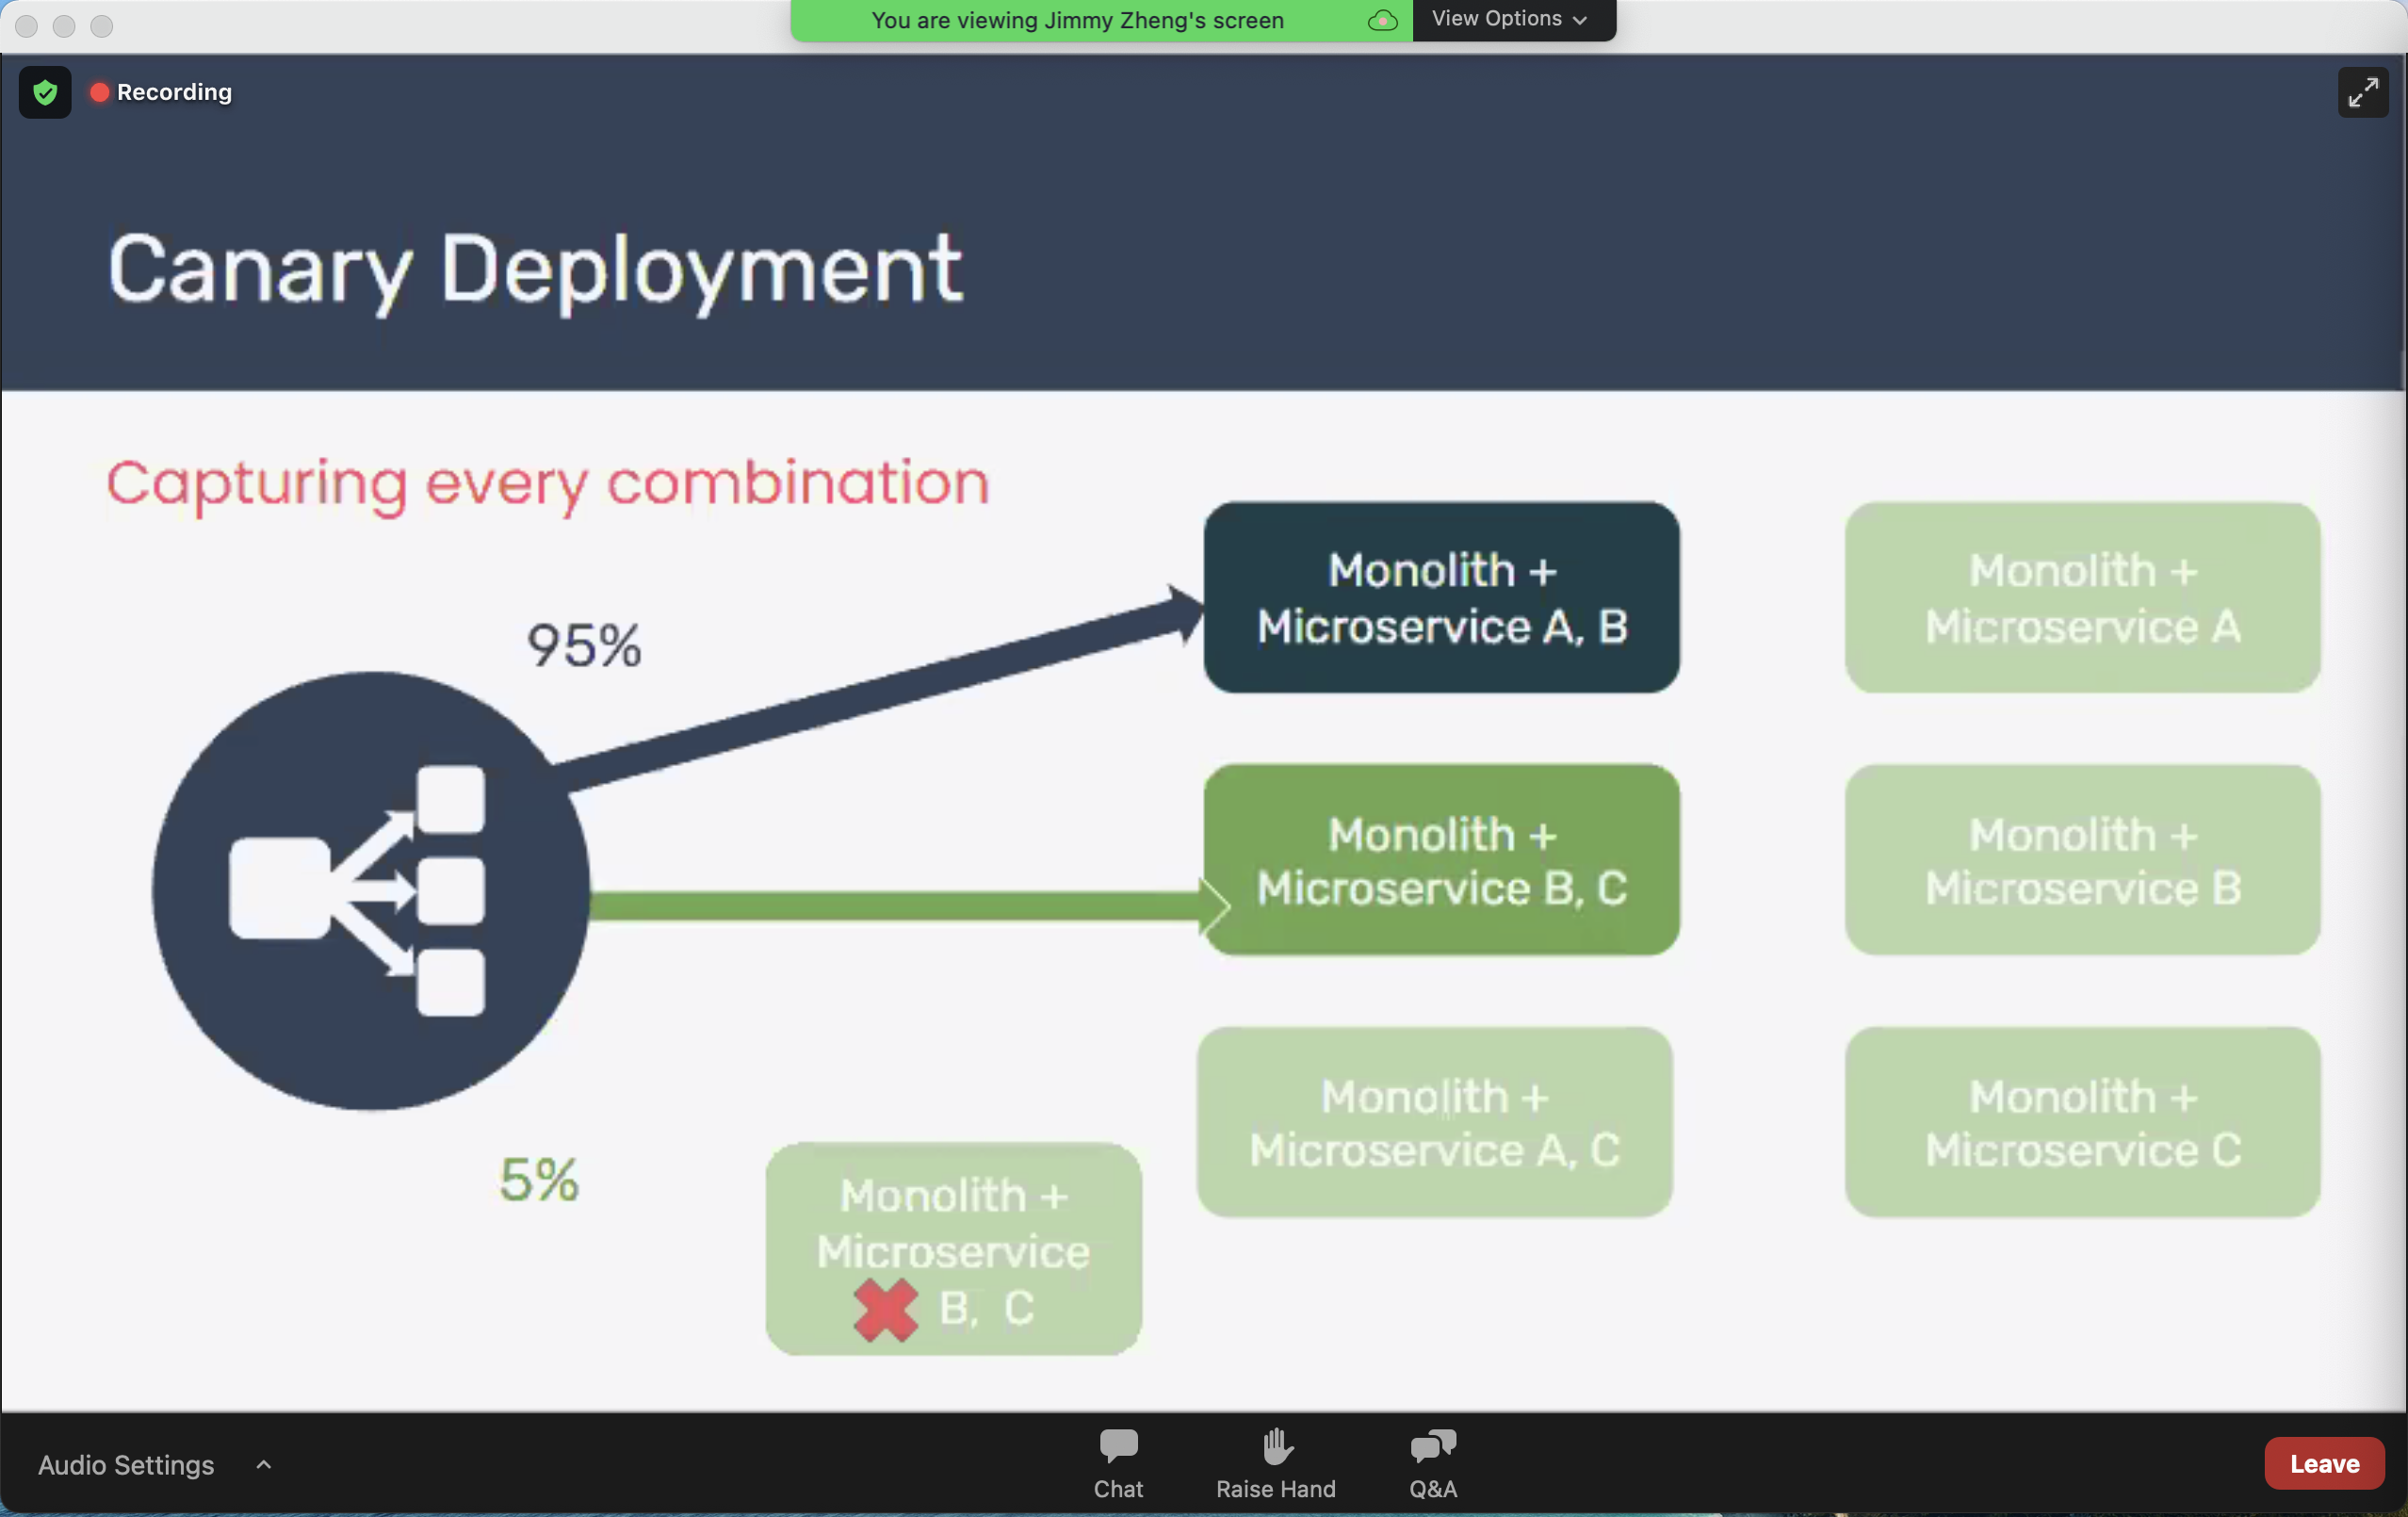 You are viewing Jimmy Zheng's screen
View Options
Recording
Canary Deployment
Capturing every combination
95%
5%
Monolith +
Microservice A, B
Monolith +
Microservice A
Monolith +
Microservice B, C
Monolith +
Microservice B
Monolith +
Microservice A, C
Monolith +
Microservice C
Monolith +
Microservice
B, C
Audio Settings
Chat
Raise Hand
Q&A
Leave